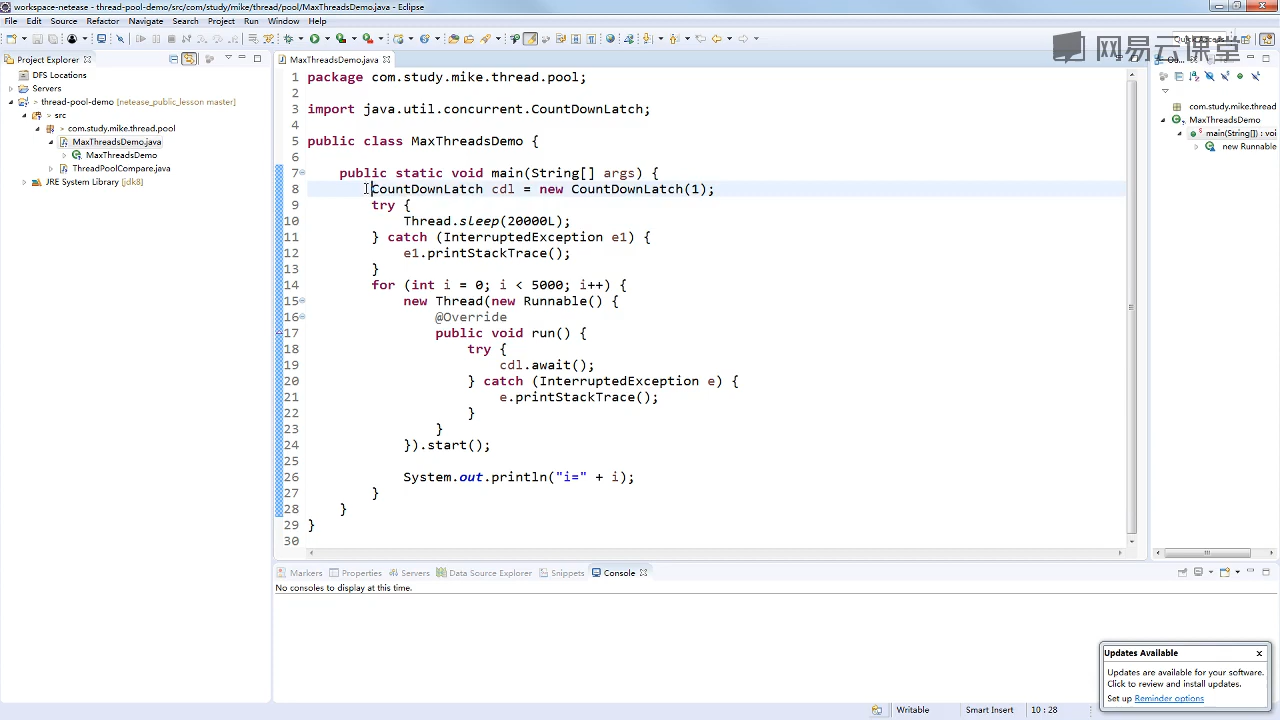 workspace-netease - thread-pool-demo/src/com/study/mike/thread/pool/MaxThreadsDemo.java - Eclipse
File Edit Source Refactor Navigate Search Project Run Window Help
网易云课堂
Project Explorer
DFS Locations
Servers
thread-pool-demo [netease_public_lesson master]
src
com.study.mike.thread.pool
MaxThreadsDemo.java
MaxThreadsDemo
ThreadPoolCompare.java
JRE System Library [jdk8]
MaxThreadsDemo.java
1 package com.study.mike.thread.pool;
2
3 import java.util.concurrent.CountDownLatch;
4
5 public class MaxThreadsDemo {
6
7 public static void main(String[] args) {
8 CountDownLatch cdl = new CountDownLatch(1);
9 try {
10 Thread.sleep(20000L);
11 } catch (InterruptedException e1) {
12 e1.printStackTrace();
13 }
14 for (int i = 0; i < 5000; i++) {
15 new Thread(new Runnable() {
16 @Override
17 public void run() {
18 try {
19 cdl.await();
20 } catch (InterruptedException e) {
21 e.printStackTrace();
22 }
23 }
24 }).start();
25
26 System.out.println("i=" + i);
27 }
28 }
29 }
30
com.study.mike.thread
MaxThreadsDemo
main(String[]) : voi
new Runnable
Markers Properties Servers Data Source Explorer Snippets Console
No consoles to display at this time.
Updates Available
Updates are available for your software.
Click to review and install updates.
Set up Reminder options
Writable Smart Insert 10 : 28